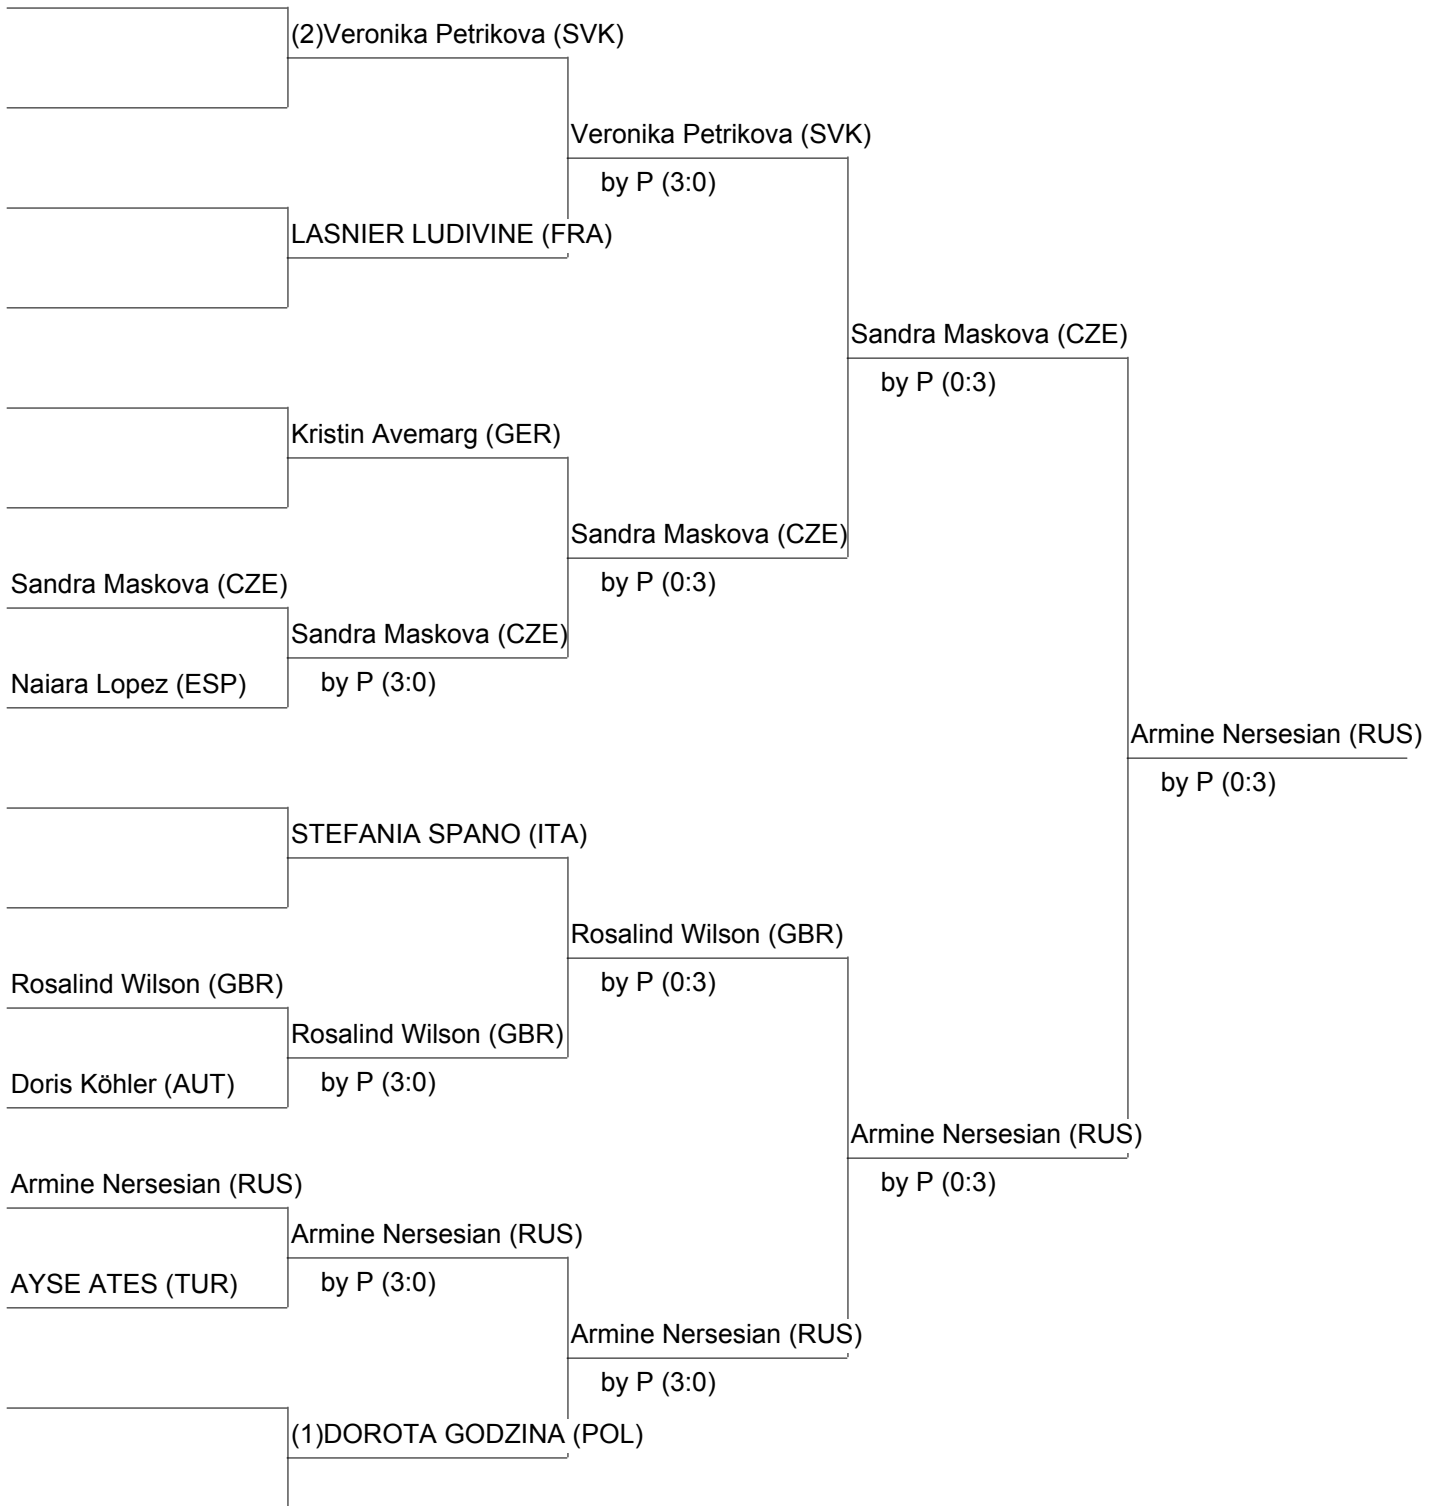 (2)Veronika Petrikova (SVK)
Veronika Petrikova (SVK)
by P (3:0)
LASNIER LUDIVINE (FRA)
Sandra Maskova (CZE)
by P (0:3)
Kristin Avemarg (GER)
Sandra Maskova (CZE)
by P (0:3)
Sandra Maskova (CZE)
Sandra Maskova (CZE)
by P (3:0)
Naiara Lopez (ESP)
Armine Nersesian (RUS)
by P (0:3)
STEFANIA SPANO (ITA)
Rosalind Wilson (GBR)
by P (0:3)
Rosalind Wilson (GBR)
Rosalind Wilson (GBR)
by P (3:0)
Doris Köhler (AUT)
Armine Nersesian (RUS)
by P (0:3)
Armine Nersesian (RUS)
Armine Nersesian (RUS)
by P (3:0)
AYSE ATES (TUR)
Armine Nersesian (RUS)
by P (3:0)
(1)DOROTA GODZINA (POL)